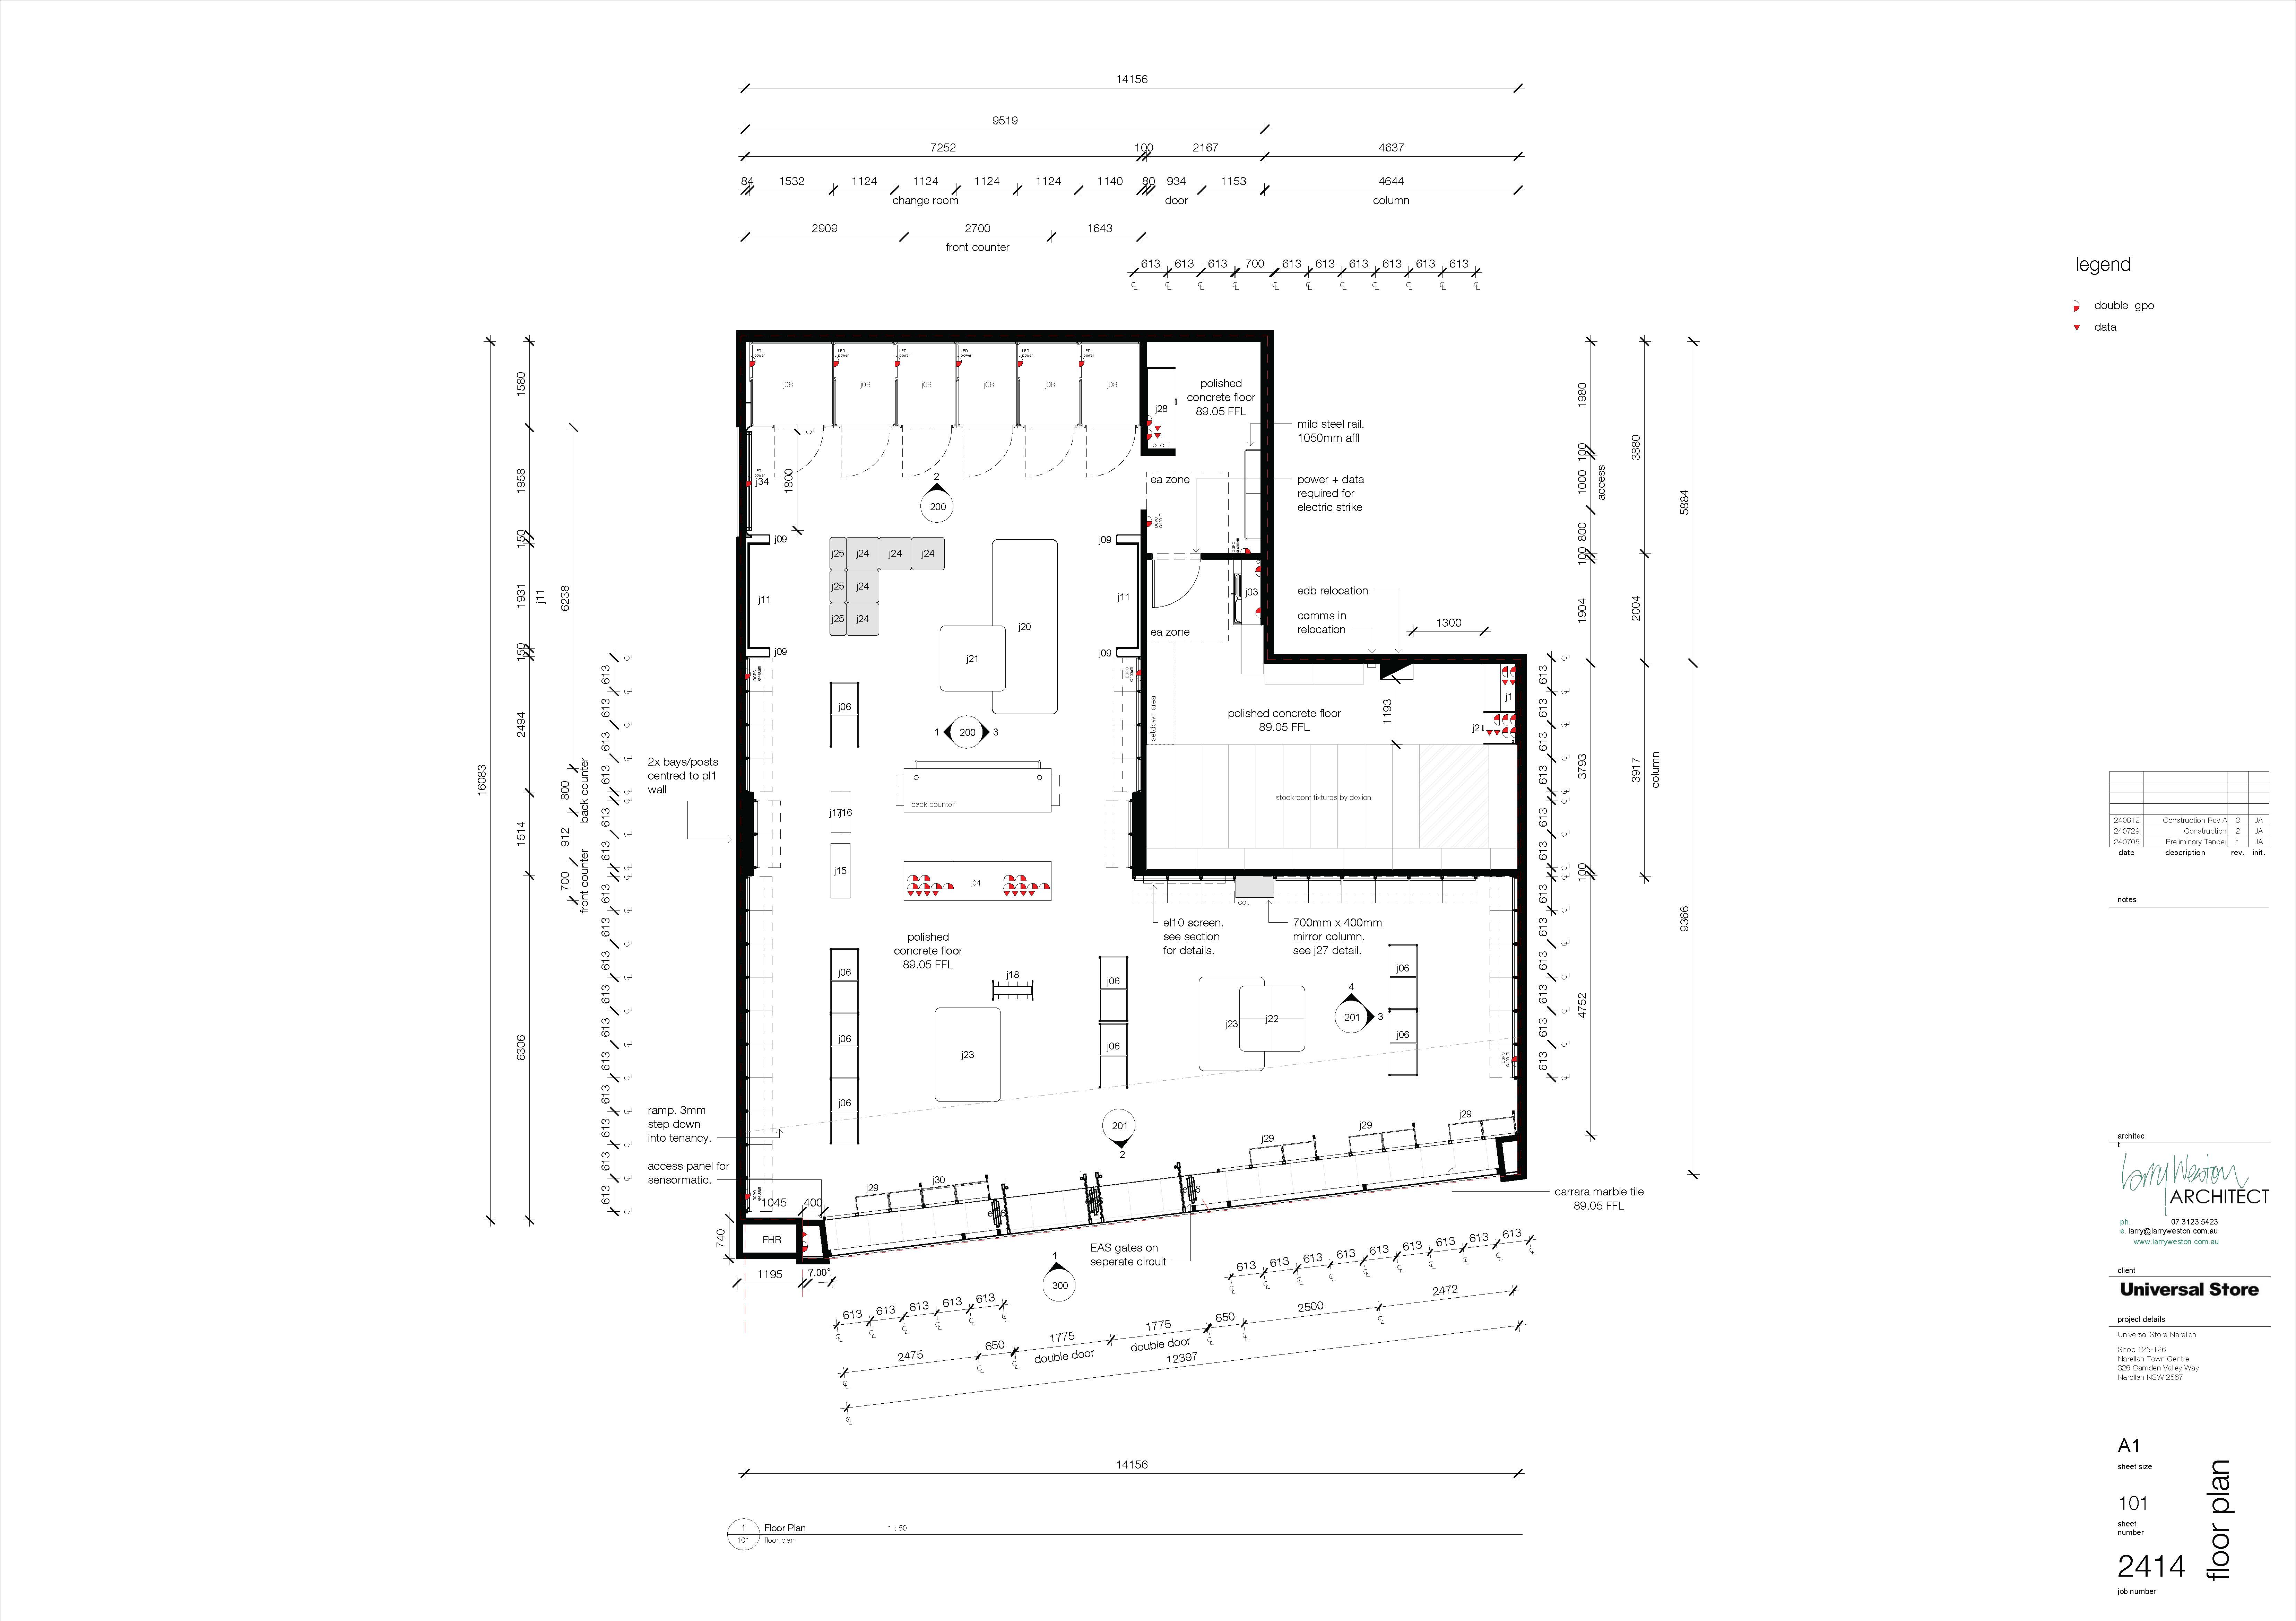 14156
9519
7252 100 2167 4637
84 1532 1124 1124 1124 1124 1140 80 934 1153 4644
change room door column
2909 2700 1643
front counter
613 613 613 700 613 613 613 613 613 613
legend
double gpo
data
16083
1580 1958 150 1931 150 2494 1514 6306
j11
6238 800 912 700
back counter
front counter
613 613 613 613 613 613 613 613 613 613 613 613 613 613 613 613
LED power LED power LED power LED power LED power LED power
j08 j08 j08 j08 j08 j08
polished
concrete floor
89.05 FFL
j28
mild steel rail.
1050mm affl
LED power
j34
1800
2
200
ea zone
power + data
required for
electric strike
j09 j09
j25 j24 j24 j24
j25 j24
j25 j24
j11 j11
j20
j21
j03
ea zone
edb relocation
comms in
relocation
1300
j09 j09
j06
1 200 3
setdown area
polished concrete floor
89.05 FFL
1193
j1
j2
2x bays/posts
centred to pl1
wall
back counter
j17 j16
stockroom fixtures by dexion
j15
j04
col.
el10 screen.
see section
for details.
700mm x 400mm
mirror column.
see j27 detail.
polished
concrete floor
89.05 FFL
j06 j06 j06
j18
j23 j22
4
201 3
j06 j06 j06
j23
j06
ramp. 3mm
step down
into tenancy.
201
2
access panel for
sensormatic.
j29 j29 j29
j29 j30
1045 400
carrara marble tile
89.05 FFL
740
FHR
1195 7.00°
EAS gates on
seperate circuit
1
300
613 613 613 613 613
613 613 613 613 613 613 613 613 613
2475 650 1775 1775 650 2500 2472
double door double door
12397
14156
1980 100 1000 800 100 1904 3793 100 4752
access
3880 2004 3917
column
5884 9366
613 613 613 613 613 613 613 613 613 613 613 613
1 Floor Plan 1 : 50
101 floor plan
240812 Construction Rev A 3 JA
240729 Construction 2 JA
240705 Preliminary Tender 1 JA
date description rev. init.
notes
architec
t
Larry Weston
ARCHITECT
ph. 07 3123 5423
e. larry@larryweston.com.au
www.larryweston.com.au
client
Universal Store
project details
Universal Store Narellan
Shop 125-126
Narellan Town Centre
326 Camden Valley Way
Narellan NSW 2567
A1
sheet size
101
sheet
number
2414
job number
floor plan